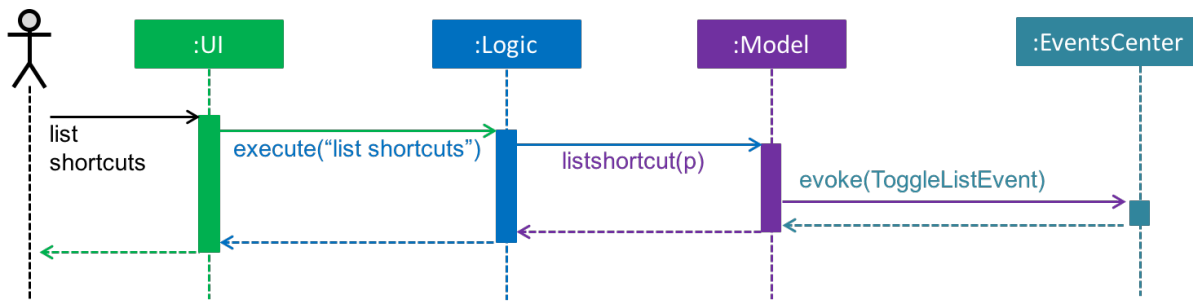 :UI
:Logic
:Model
:EventsCenter
list
shortcuts
execute(“list shortcuts”)
listshortcut(p)
evoke(ToggleListEvent)